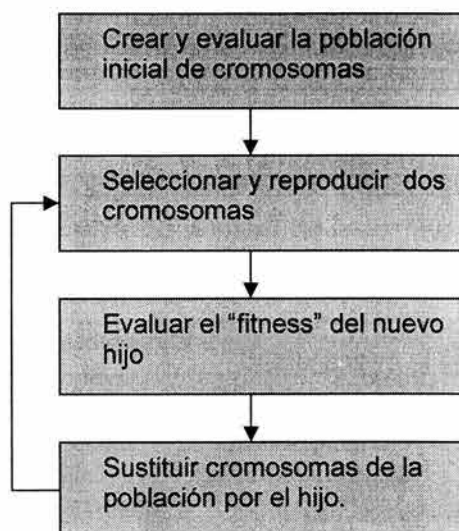 Crear y evaluar la población
inicial de cromosomas
Seleccionar y reproducir dos
cromosomas
Evaluar el “fitness” del nuevo
hijo
Sustituir cromosomas de la
población por el hijo.